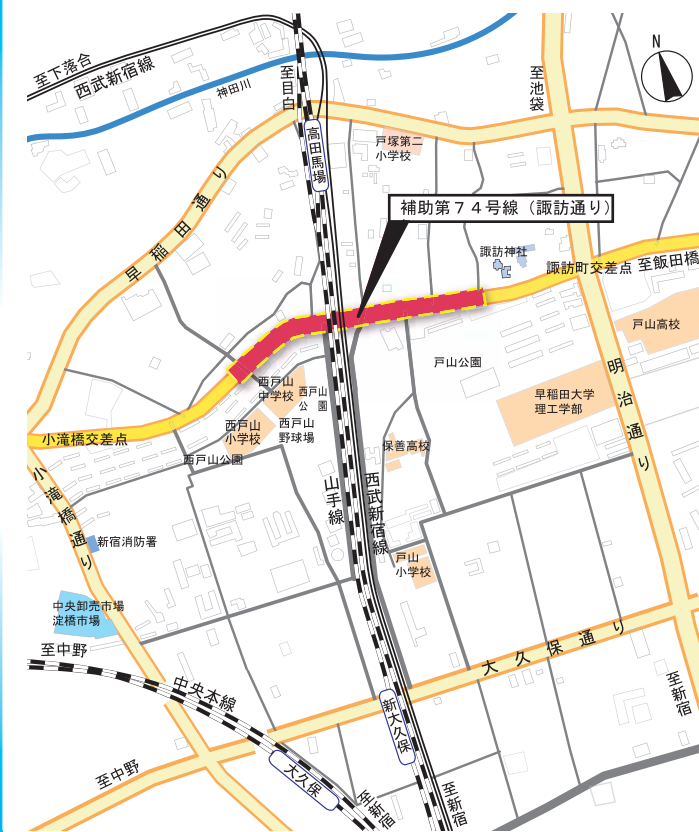 N
至下落合
西武新宿線
神田川
至目白
至池袋
高田馬場
戸塚第二
小学校
早稲田通り
補助第７４号線（諏訪通り）
諏訪神社
諏訪町交差点
至飯田橋
戸山高校
戸山公園
早稲田大学
理工学部
明治通り
西戸山
中学校
西戸山
公園
西戸山
小学校
西戸山
野球場
小滝橋交差点
西戸山公園
保善高校
小滝橋通り
山手線
西武新宿線
新宿消防署
戸山
小学校
中央卸売市場
淀橋市場
至中野
大久保通り
中央本線
新大久保
至新宿
至中野
大久保
至新宿
至新宿